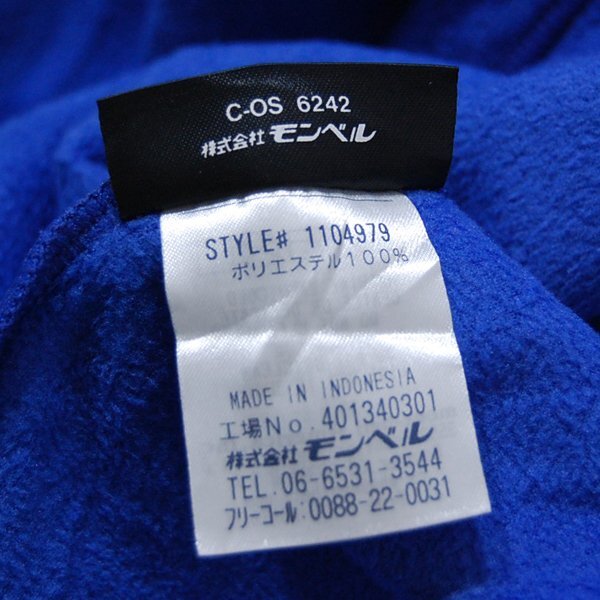 C-OS 6242
株式会社 モンベル
STYLE# 1104979
ポリエステル100%
MADE IN INDONESIA
工場No. 401340301
株式会社 モンベル
TEL. 06-6531-3544
フリーコール:0088-22-0031